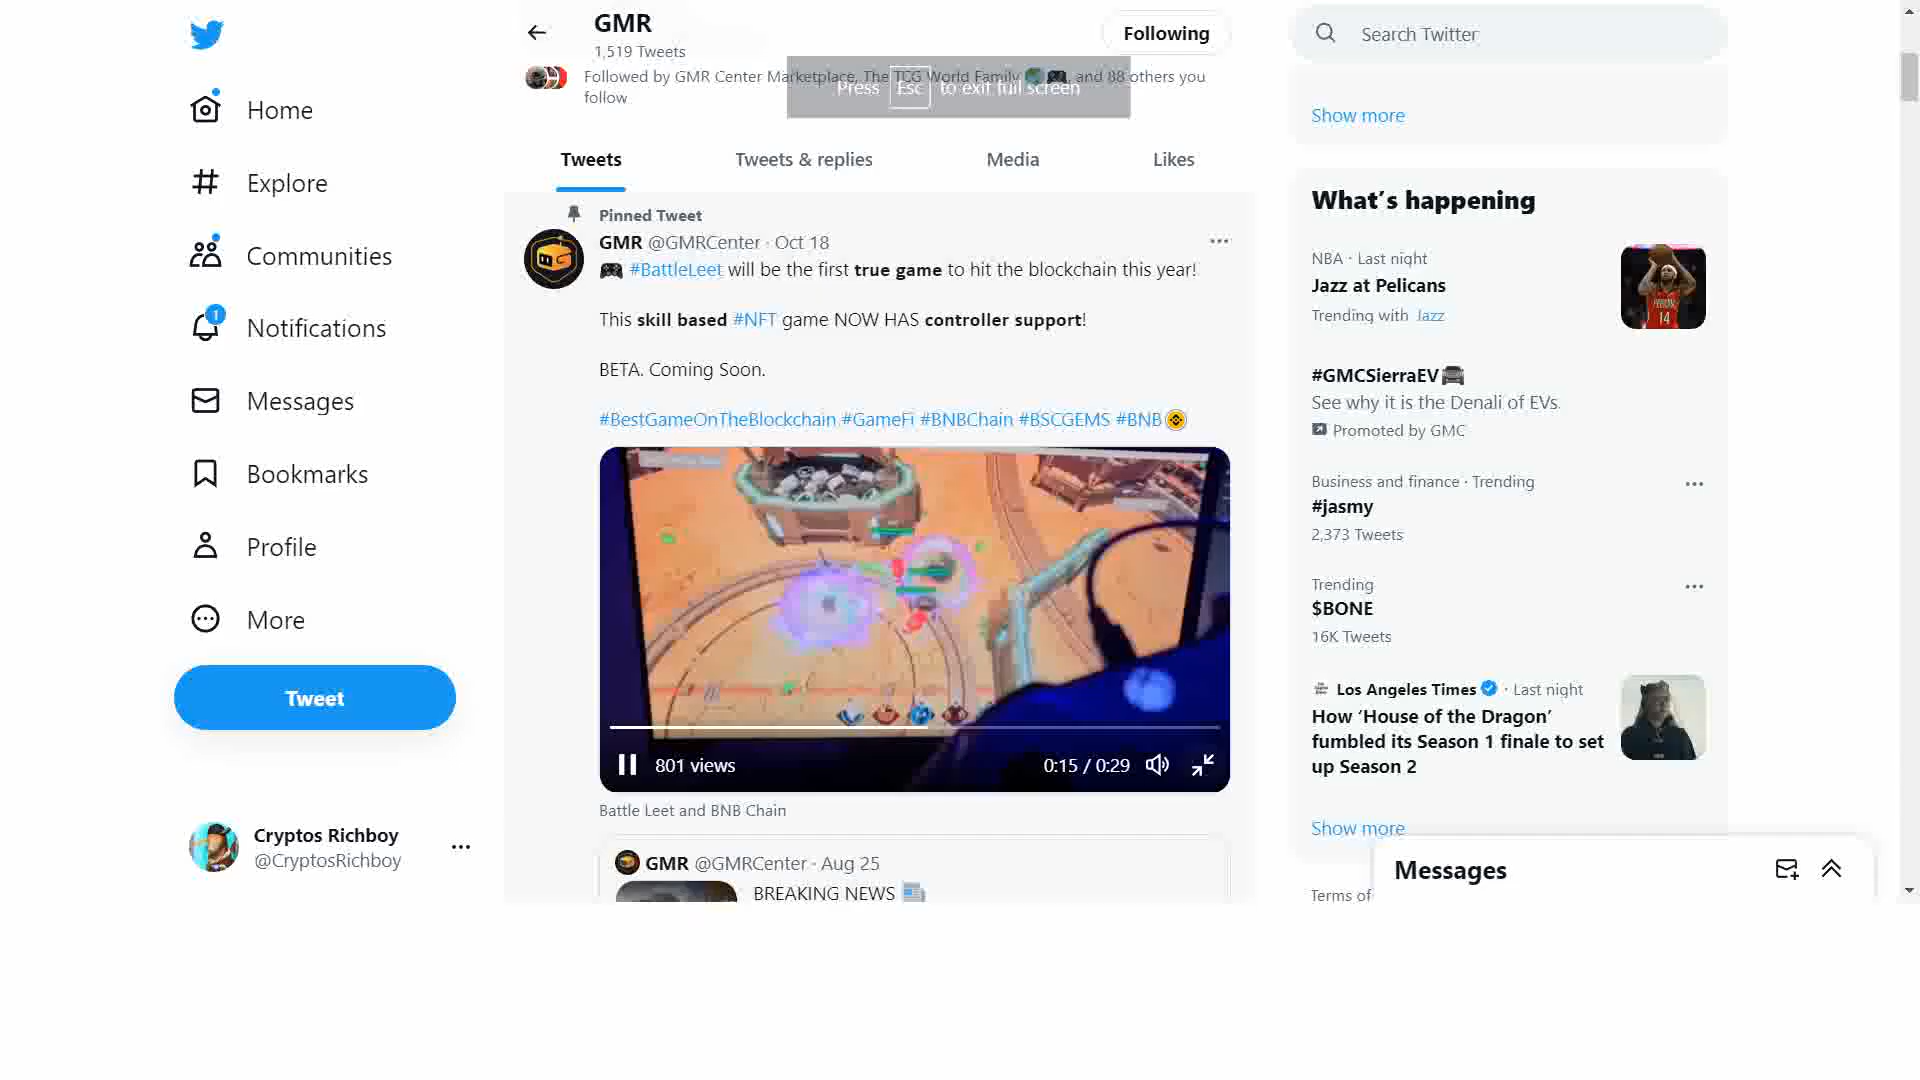 GMR
1,519 Tweets
Following
Followed by GMR Center Marketplace, The TCG World Family, and 88 others you
follow
Press Esc to exit full screen
Tweets
Tweets & replies
Media
Likes
Home
Explore
Communities
1
Notifications
Messages
Bookmarks
Profile
More
Tweet
Cryptos Richboy
@CryptosRichboy
Pinned Tweet
GMR @GMRCenter · Oct 18
🎮 #BattleLeet will be the first true game to hit the blockchain this year!
This skill based #NFT game NOW HAS controller support!
BETA. Coming Soon.
#BestGameOnTheBlockchain #GameFi #BNBChain #BSCGEMS #BNB
801 views
0:15 / 0:29
Battle Leet and BNB Chain
GMR @GMRCenter · Aug 25
BREAKING NEWS 📰
Search Twitter
Show more
What's happening
NBA · Last night
Jazz at Pelicans
Trending with Jazz
14
#GMCSierraEV
See why it is the Denali of EVs.
Promoted by GMC
Business and finance · Trending
#jasmy
2,373 Tweets
Trending
$BONE
16K Tweets
Los Angeles Times · Last night
How ‘House of the Dragon’
fumbled its Season 1 finale to set
up Season 2
Show more
Terms of
Messages